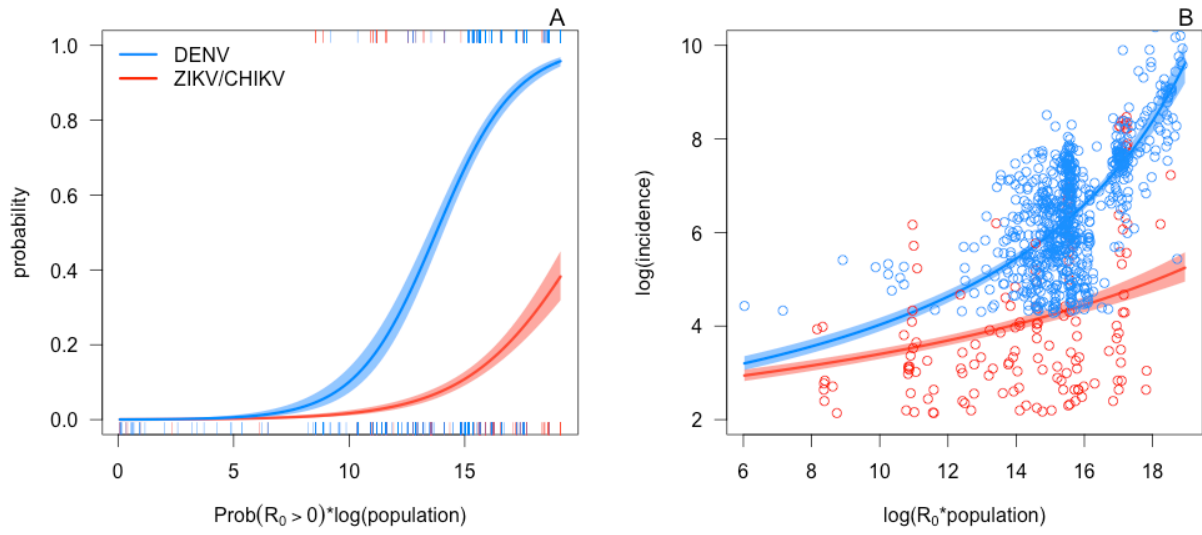 A
DENV
ZIKV/CHIKV
probability
1.0
0.8
0.6
0.4
0.2
0.0
0 5 10 15
Prob(R₀ > 0)*log(population)
B
log(incidence)
10
8
6
4
2
6 8 10 12 14 16 18
log(R₀*population)